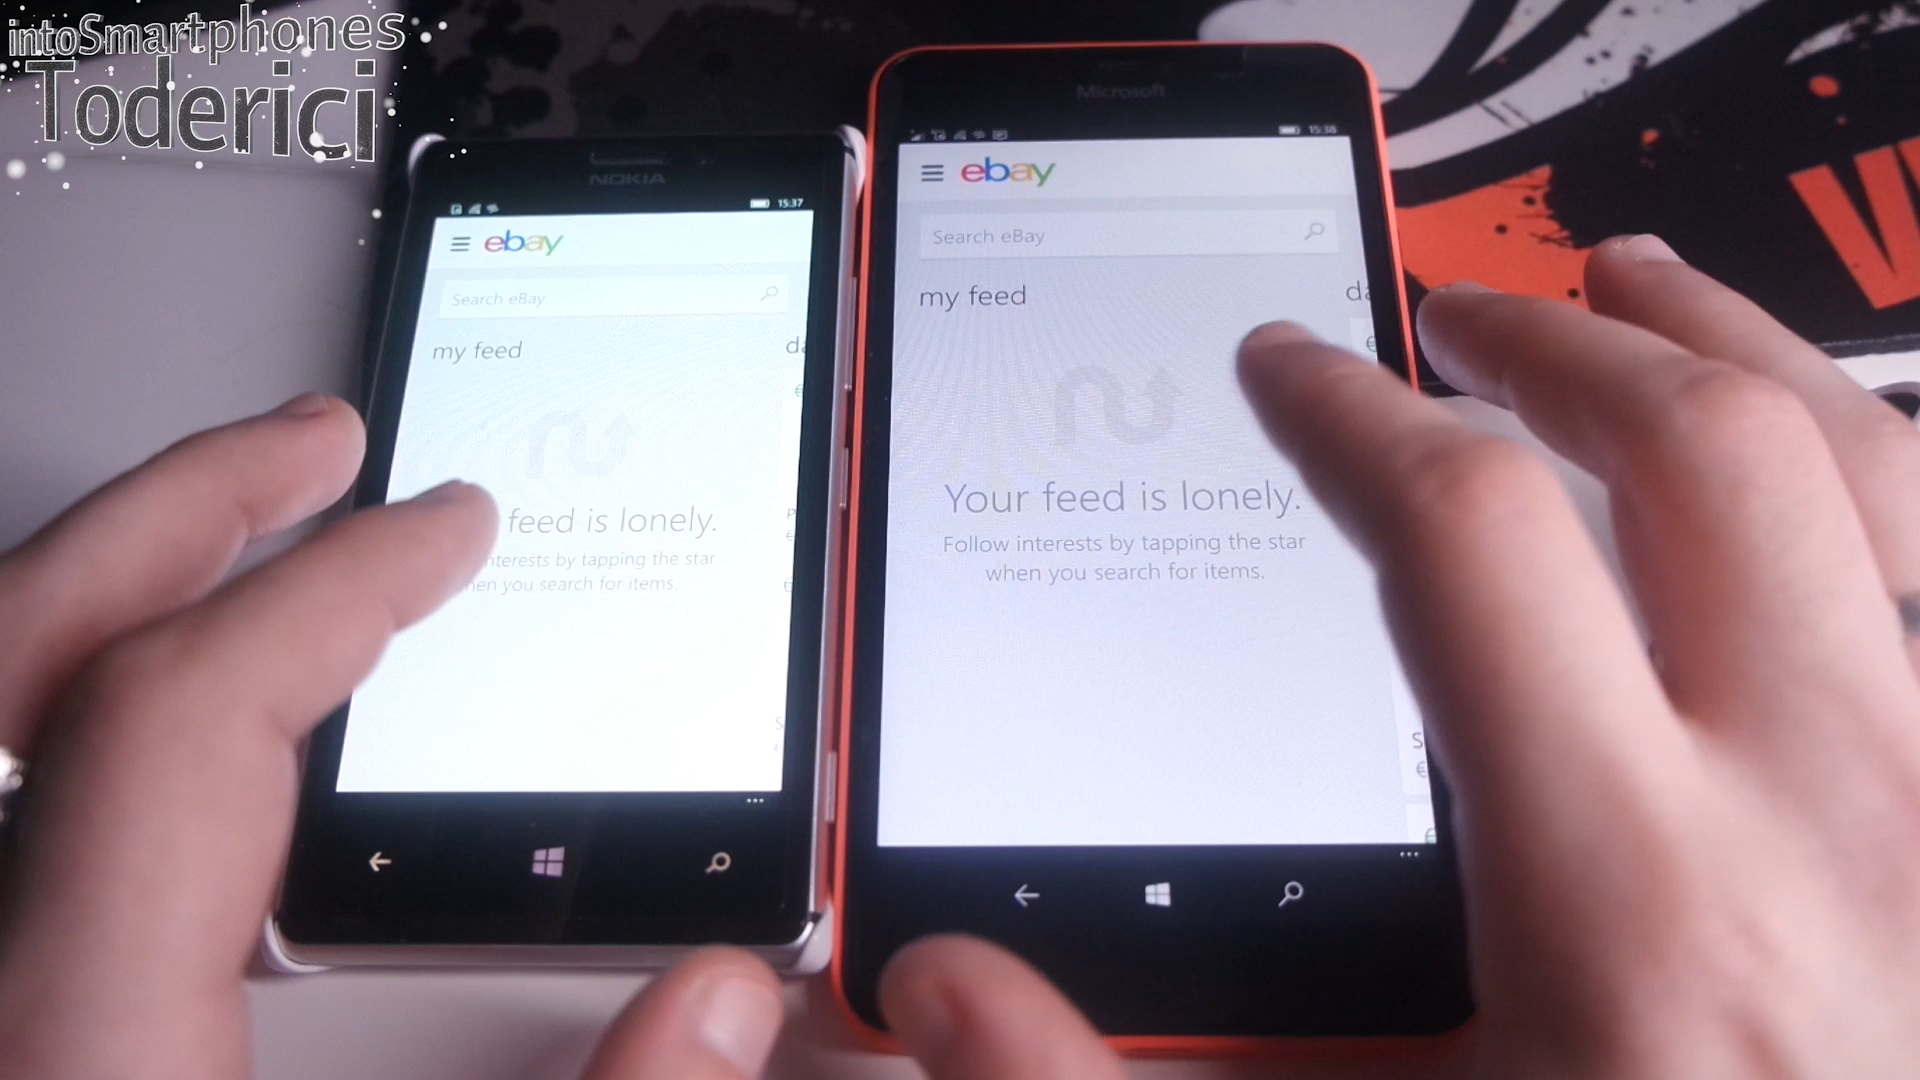 intoSmartphones
Toderici
NOKIA
15:37
ebay
Search eBay
my feed
da
feed is lonely.
nterests by tapping the star
hen you search for items.
Microsoft
15:38
ebay
Search eBay
my feed
da
€
Your feed is lonely.
Follow interests by tapping the star
when you search for items.
S
€
€
V